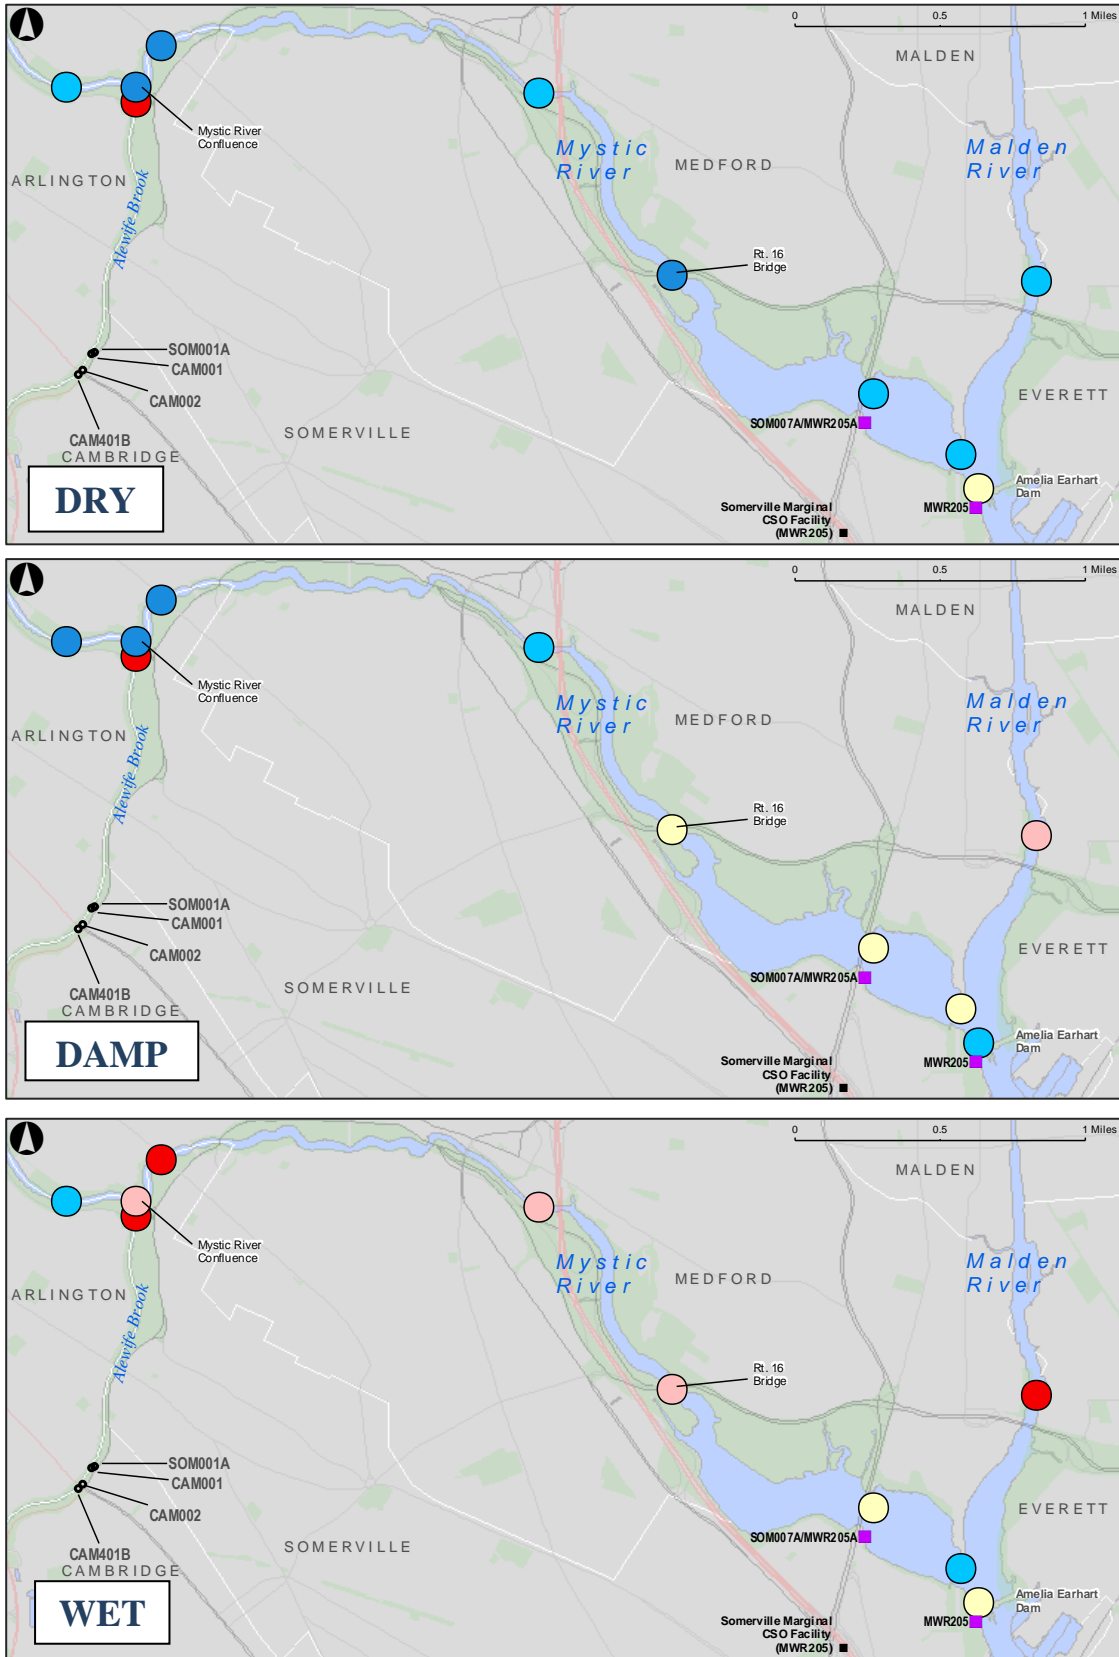 0 0.5 1 Miles
MALDEN
Mystic River
Confluence
Mystic
River
MEDFORD
Malden
River
ARLINGTON
Alewife Brook
Rt. 16
Bridge
SOM001A
CAM001
CAM002
EVERETT
SOM007A/MWR205A
SOMERVILLE
CAM401B
CAMBRIDGE
DRY
Amelia Earhart
Dam
Somerville Marginal
CSO Facility
(MWR205)
MWR205
0 0.5 1 Miles
MALDEN
Mystic River
Confluence
Mystic
River
MEDFORD
Malden
River
ARLINGTON
Alewife Brook
Rt. 16
Bridge
SOM001A
CAM001
CAM002
EVERETT
SOM007A/MWR205A
SOMERVILLE
CAM401B
CAMBRIDGE
DAMP
Amelia Earhart
Dam
Somerville Marginal
CSO Facility
(MWR205)
MWR205
0 0.5 1 Miles
MALDEN
Mystic River
Confluence
Mystic
River
MEDFORD
Malden
River
ARLINGTON
Alewife Brook
Rt. 16
Bridge
SOM001A
CAM001
CAM002
EVERETT
SOM007A/MWR205A
SOMERVILLE
CAM401B
CAMBRIDGE
WET
Amelia Earhart
Dam
Somerville Marginal
CSO Facility
(MWR205)
MWR205